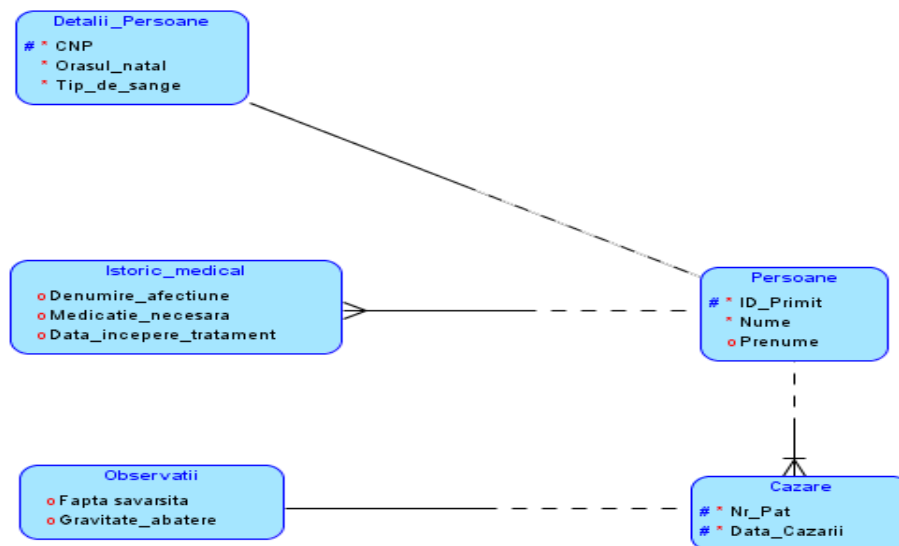 Detalii_Persoane
# * CNP
* Orasul_natal
* Tip_de_sange
Istoric_medical
o Denumire_afectiune
o Medicatie_necesara
o Data_incepere_tratament
Persoane
# * ID_Primit
* Nume
o Prenume
Observatii
o Fapta savarsita
o Gravitate_abatere
Cazare
# * Nr_Pat
# * Data_Cazarii